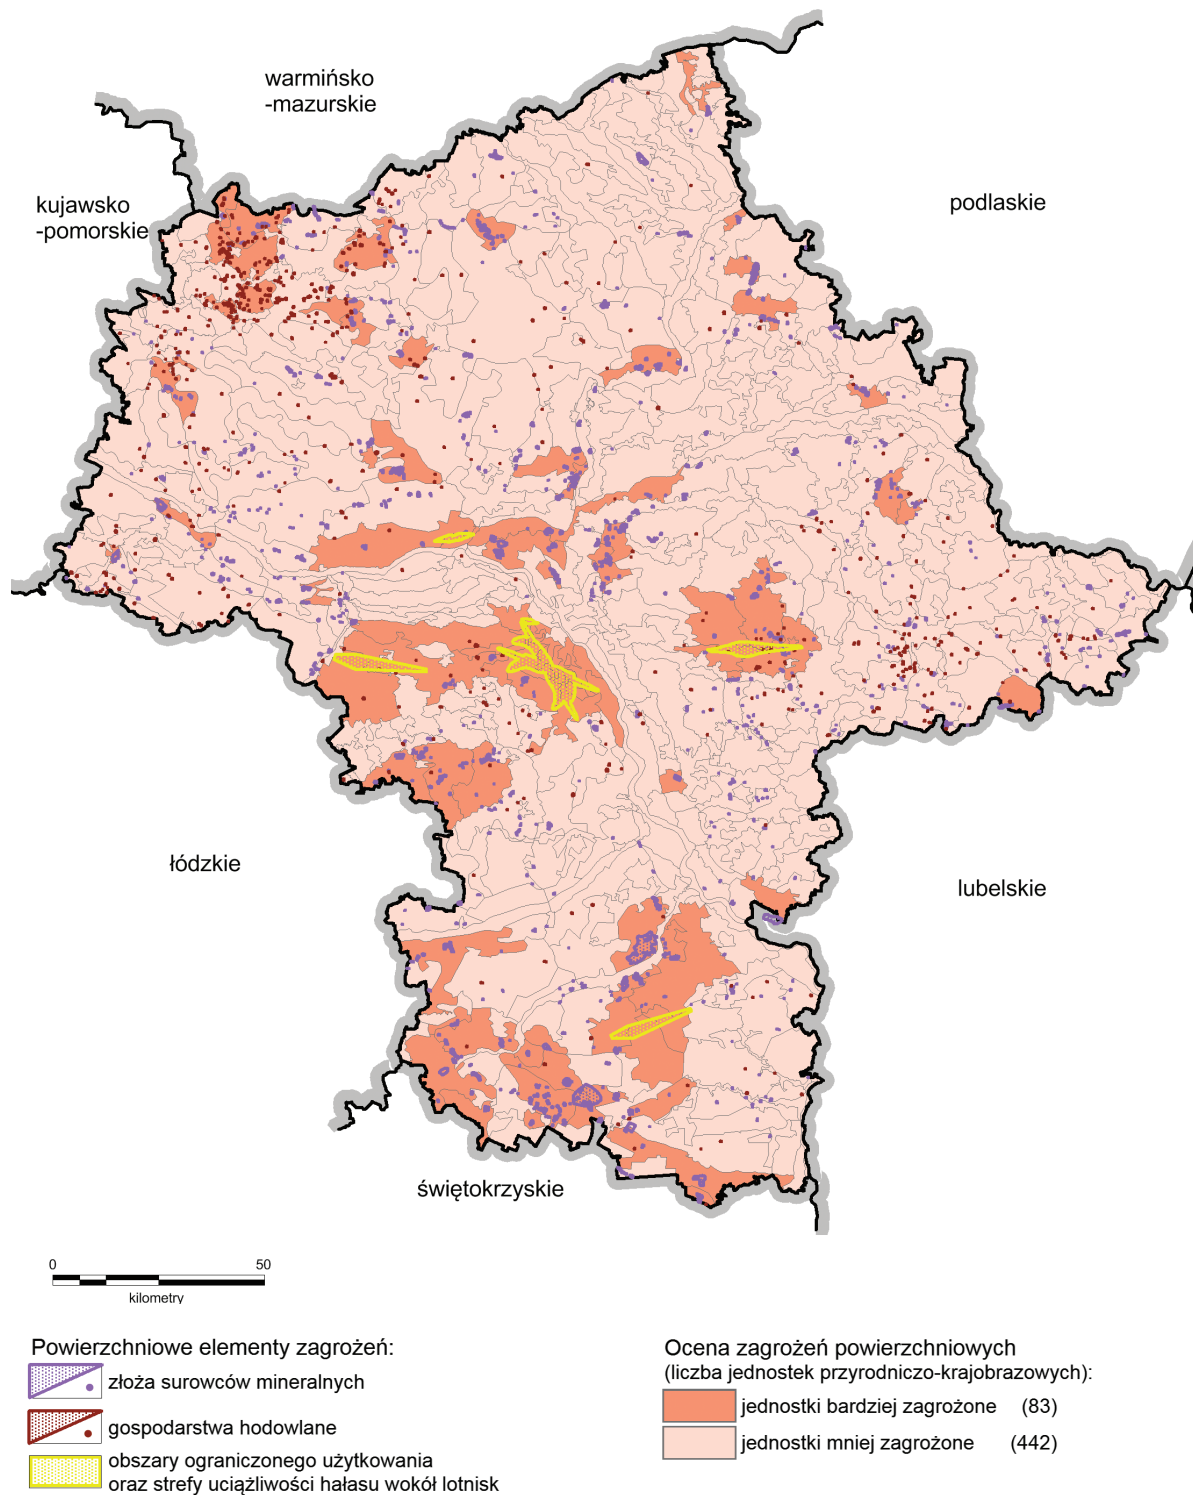 warmińsko
-mazurskie
kujawsko
-pomorskie
podlaskie
łódzkie
lubelskie
świętokrzyskie
0 50
kilometry
Powierzchniowe elementy zagrożeń:
złoża surowców mineralnych
gospodarstwa hodowlane
obszary ograniczonego użytkowania
oraz strefy uciążliwości hałasu wokół lotnisk
Ocena zagrożeń powierzchniowych
(liczba jednostek przyrodniczo-krajobrazowych):
jednostki bardziej zagrożone (83)
jednostki mniej zagrożone (442)